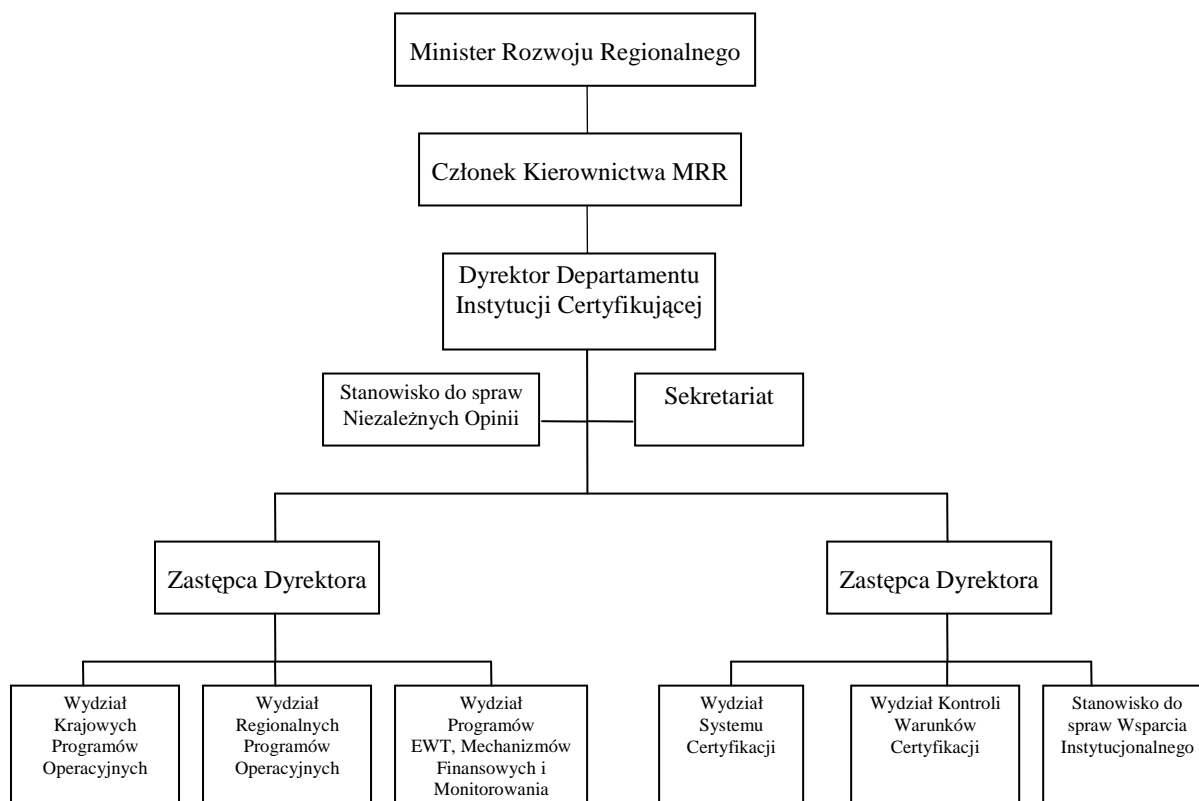 Minister Rozwoju Regionalnego
Członek Kierownictwa MRR
Dyrektor Departamentu
Instytucji Certyfikującej
Stanowisko do spraw
Niezależnych Opinii
Sekretariat
Zastępca Dyrektora
Zastępca Dyrektora
Wydział
Krajowych
Programów
Operacyjnych
Wydział
Regionalnych
Programów
Operacyjnych
Wydział
Programów
EWT, Mechanizmów
Finansowych i
Monitorowania
Wydział
Systemu
Certyfikacji
Wydział Kontroli
Warunków
Certyfikacji
Stanowisko do
spraw Wsparcia
Instytucjonalnego